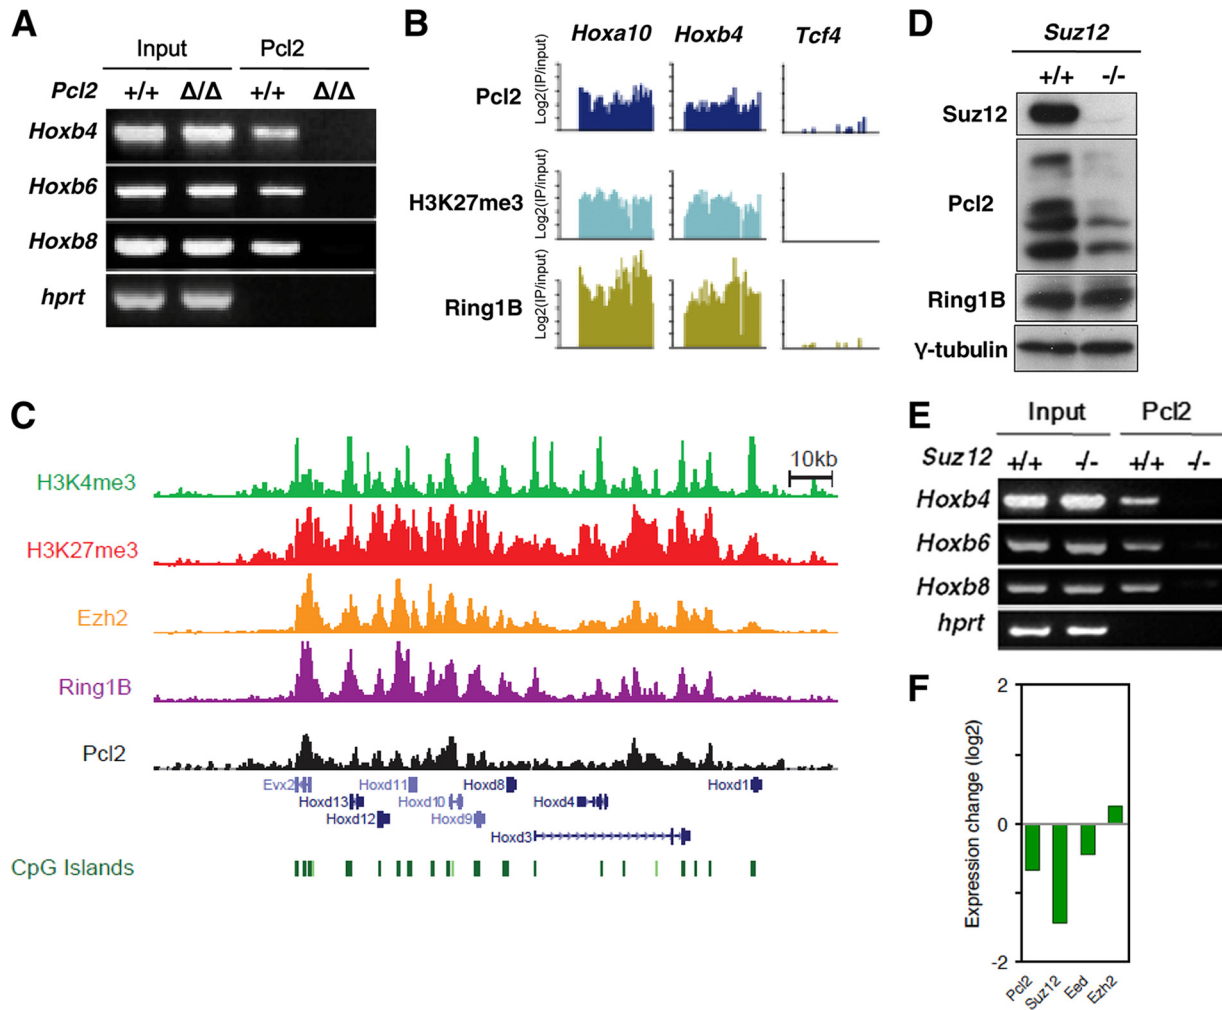 A
Input Pcl2
Pcl2 +/+ Δ/Δ +/+ Δ/Δ
Hoxb4
Hoxb6
Hoxb8
hprt
B
Hoxa10 Hoxb4 Tcf4
Pcl2 Log2(IP/input)
H3K27me3 Log2(IP/input)
Ring1B Log2(IP/input)
C
10kb
H3K4me3
H3K27me3
Ezh2
Ring1B
Pcl2
Evx2 Hoxd11 Hoxd8 Hoxd1
Hoxd13 Hoxd10 Hoxd4
Hoxd12 Hoxd9
Hoxd3
CpG Islands
D
Suz12
+/+ -/-
Suz12
Pcl2
Ring1B
γ-tubulin
E
Input Pcl2
Suz12 +/+ -/- +/+ -/-
Hoxb4
Hoxb6
Hoxb8
hprt
F
Expression change (log2)
2
0
-2
Pcl2 Suz12 Eed Ezh2